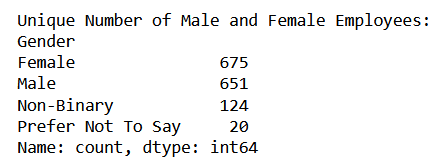 Unique Number of Male and Female Employees:
Gender
Female               675
Male                 651
Non-Binary           124
Prefer Not To Say     20
Name: count, dtype: int64